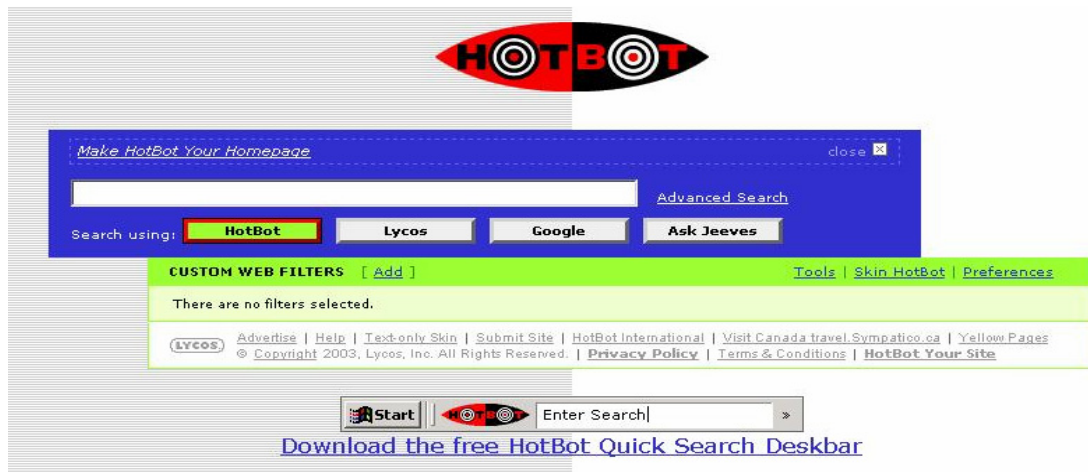 HOTBOT
Make HotBot Your Homepage close
Advanced Search
Search using: HotBot Lycos Google Ask Jeeves
CUSTOM WEB FILTERS [ Add ] Tools | Skin HotBot | Preferences
There are no filters selected.
LYCOS Advertise | Help | Text-only Skin | Submit Site | HotBot International | Visit Canada travel.Sympatico.ca | Yellow Pages
© Copyright 2003, Lycos, Inc. All Rights Reserved. | Privacy Policy | Terms & Conditions | HotBot Your Site
Start HOTBOT Enter Search »
Download the free HotBot Quick Search Deskbar